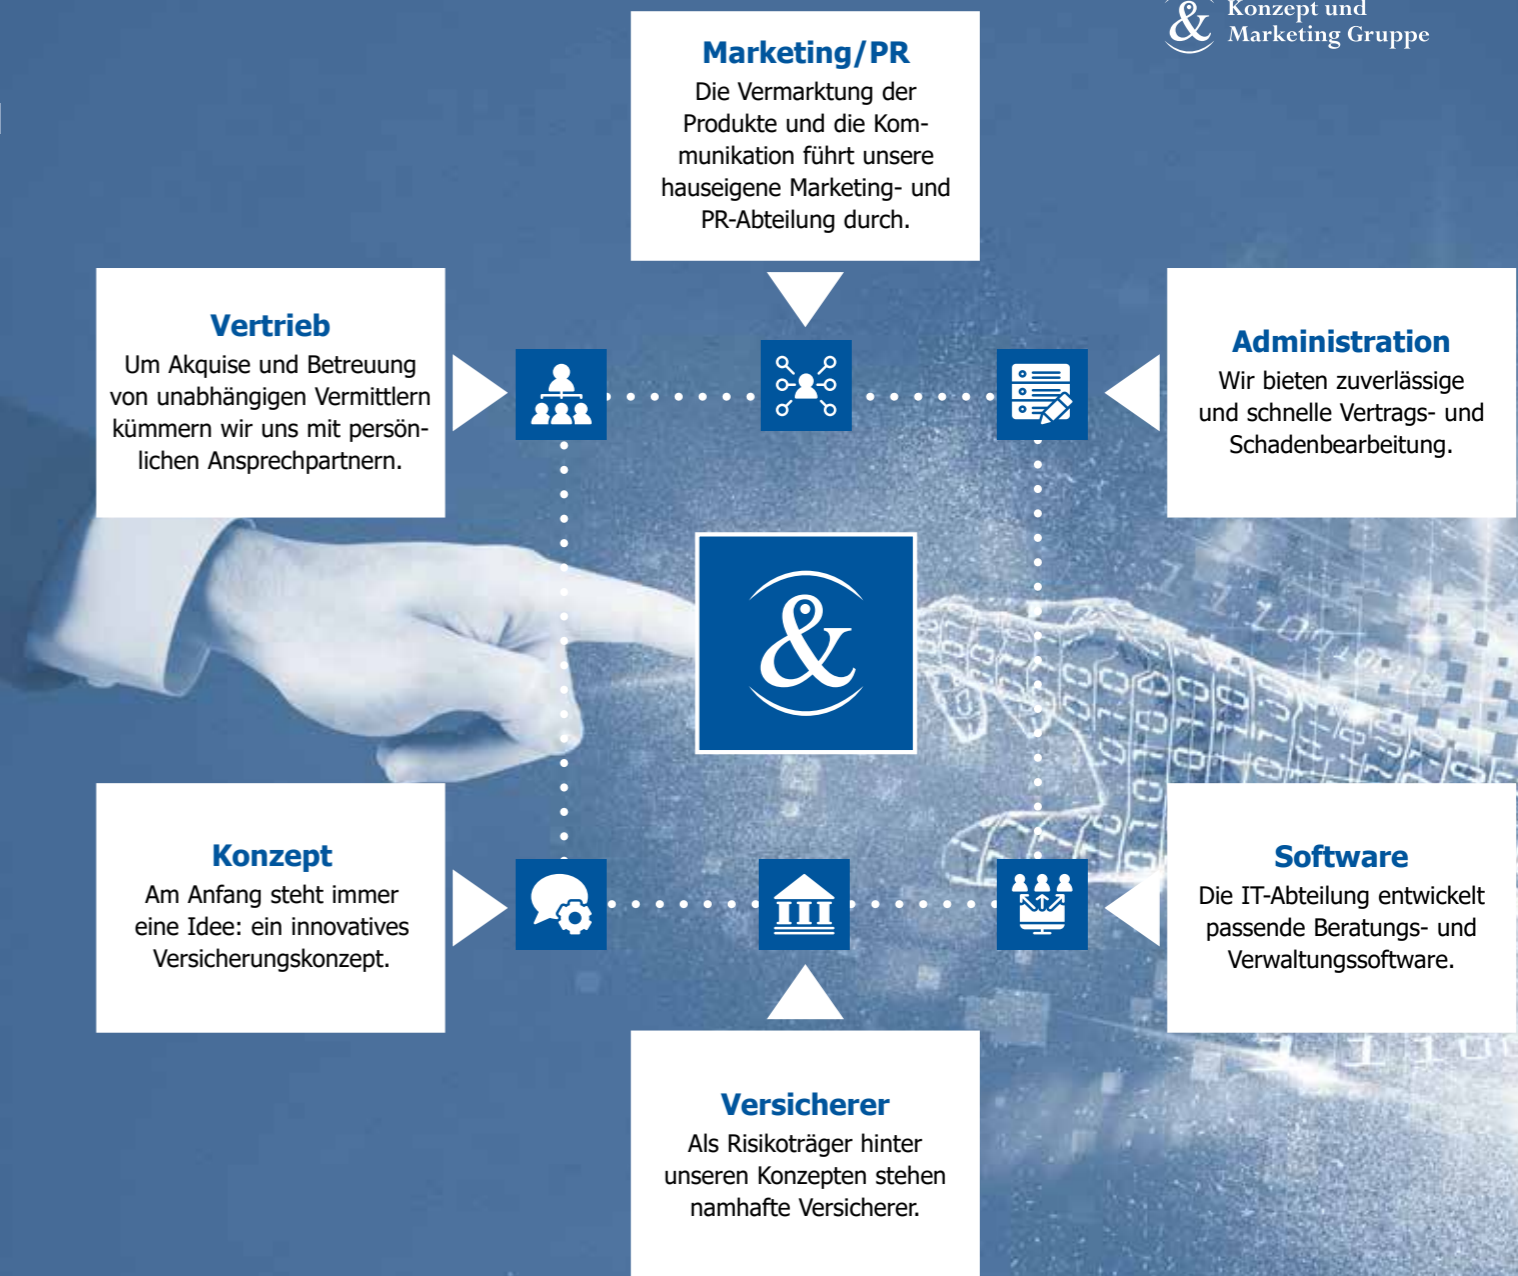 &
Konzept und
Marketing Gruppe
Marketing/PR
Die Vermarktung der
Produkte und die Kom-
munikation führt unsere
hauseigene Marketing- und
PR-Abteilung durch.
Vertrieb
Um Akquise und Betreuung
von unabhängigen Vermittlern
kümmern wir uns mit persön-
lichen Ansprechpartnern.
Administration
Wir bieten zuverlässige
und schnelle Vertrags- und
Schadenbearbeitung.
&
Konzept
Am Anfang steht immer
eine Idee: ein innovatives
Versicherungskonzept.
Software
Die IT-Abteilung entwickelt
passende Beratungs- und
Verwaltungssoftware.
Versicherer
Als Risikoträger hinter
unseren Konzepten stehen
namhafte Versicherer.